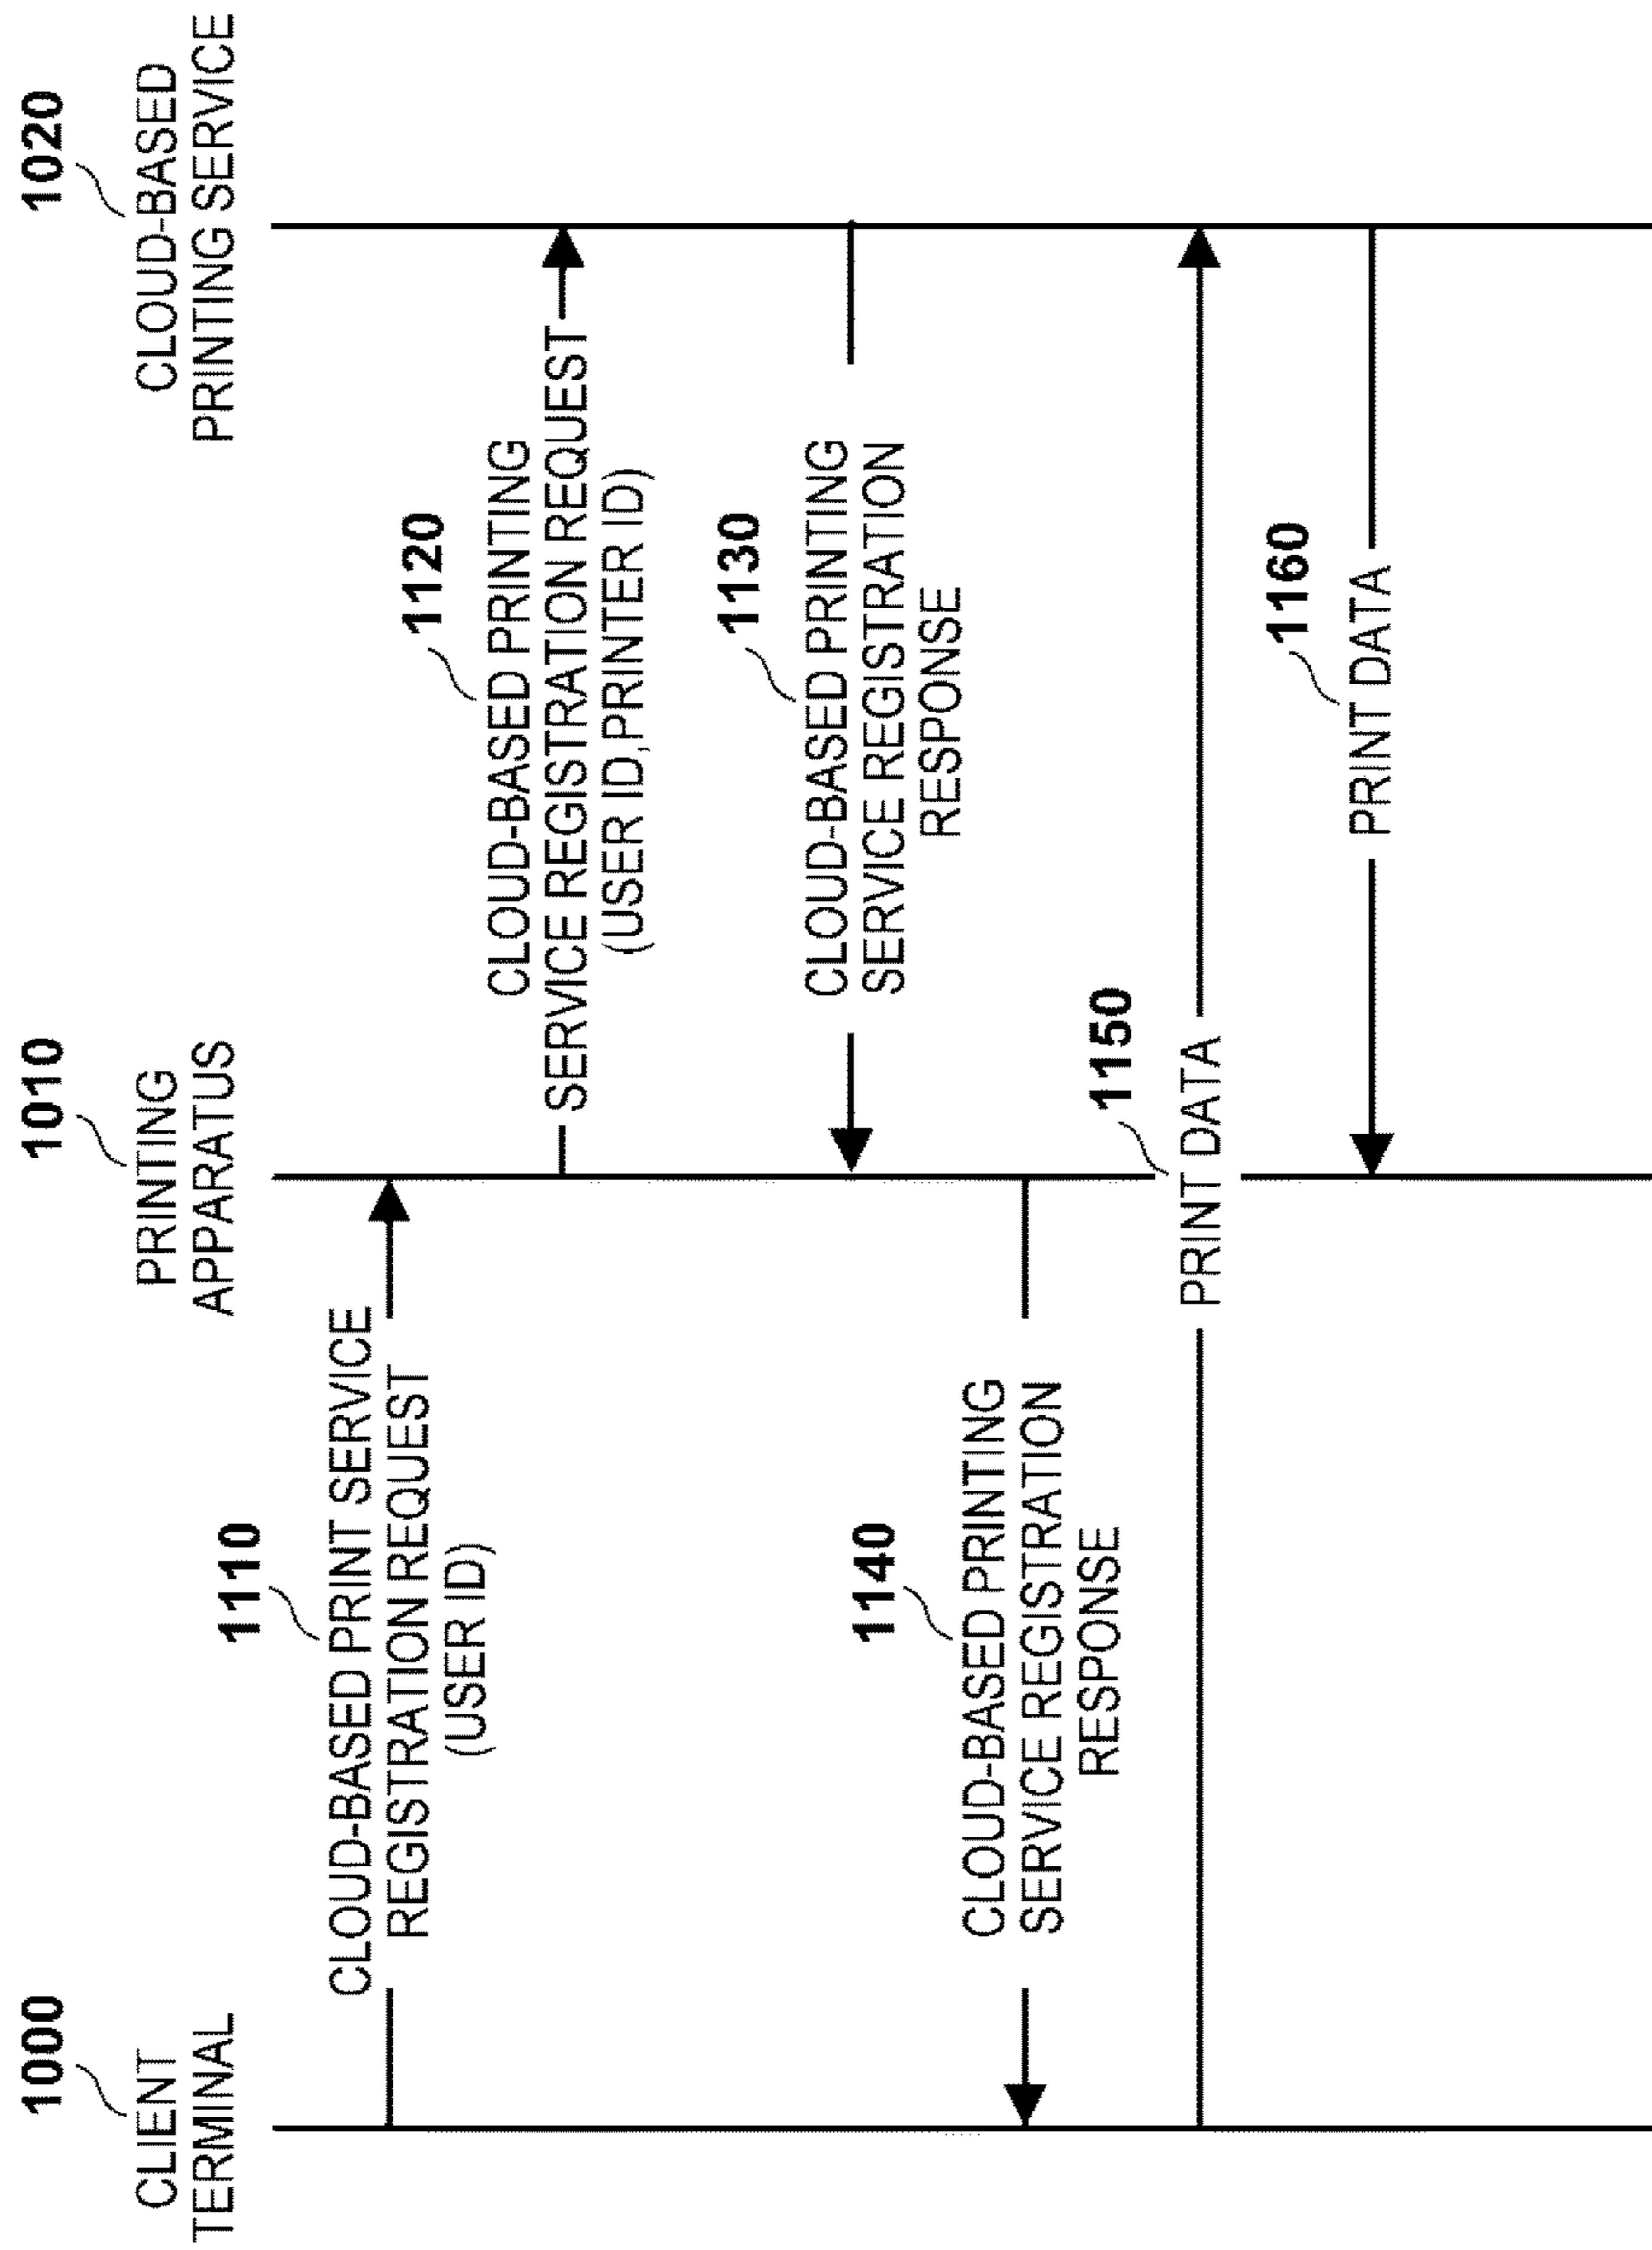 1000
CLIENT
TERMINAL
1010
PRINTING
APPARATUS
1020
CLOUD-BASED
PRINTING SERVICE
1110
CLOUD-BASED PRINT SERVICE
REGISTRATION REQUEST
(USER ID)
1120
CLOUD-BASED PRINTING
SERVICE REGISTRATION REQUEST
(USER ID,PRINTER ID)
1130
CLOUD-BASED PRINTING
SERVICE REGISTRATION
RESPONSE
1140
CLOUD-BASED PRINTING
SERVICE REGISTRATION
RESPONSE
1150
PRINT DATA
1160
PRINT DATA